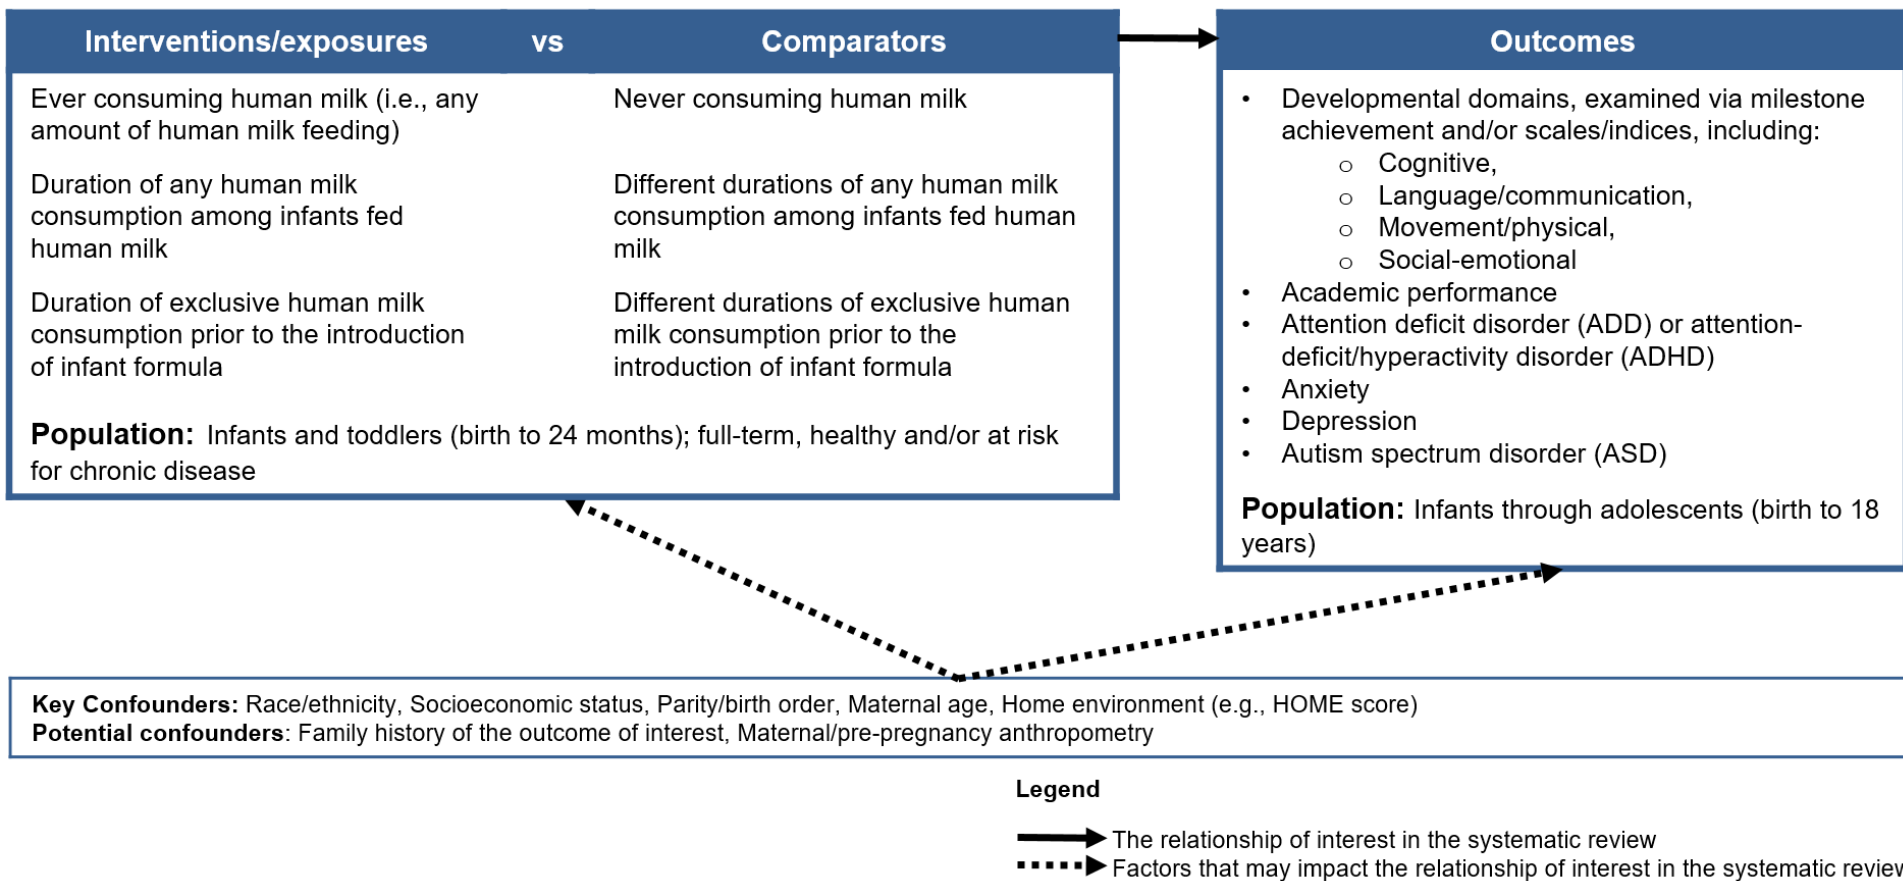 Interventions/exposures vs Comparators
Ever consuming human milk (i.e., any
amount of human milk feeding)
Never consuming human milk
Duration of any human milk
consumption among infants fed
human milk
Different durations of any human milk
consumption among infants fed human
milk
Duration of exclusive human milk
consumption prior to the introduction
of infant formula
Different durations of exclusive human
milk consumption prior to the
introduction of infant formula
Population: Infants and toddlers (birth to 24 months); full-term, healthy and/or at risk
for chronic disease
Outcomes
• Developmental domains, examined via milestone
achievement and/or scales/indices, including:
o Cognitive,
o Language/communication,
o Movement/physical,
o Social-emotional
• Academic performance
• Attention deficit disorder (ADD) or attention-
deficit/hyperactivity disorder (ADHD)
• Anxiety
• Depression
• Autism spectrum disorder (ASD)
Population: Infants through adolescents (birth to 18
years)
Key Confounders: Race/ethnicity, Socioeconomic status, Parity/birth order, Maternal age, Home environment (e.g., HOME score)
Potential confounders: Family history of the outcome of interest, Maternal/pre-pregnancy anthropometry
Legend
The relationship of interest in the systematic review
Factors that may impact the relationship of interest in the systematic review